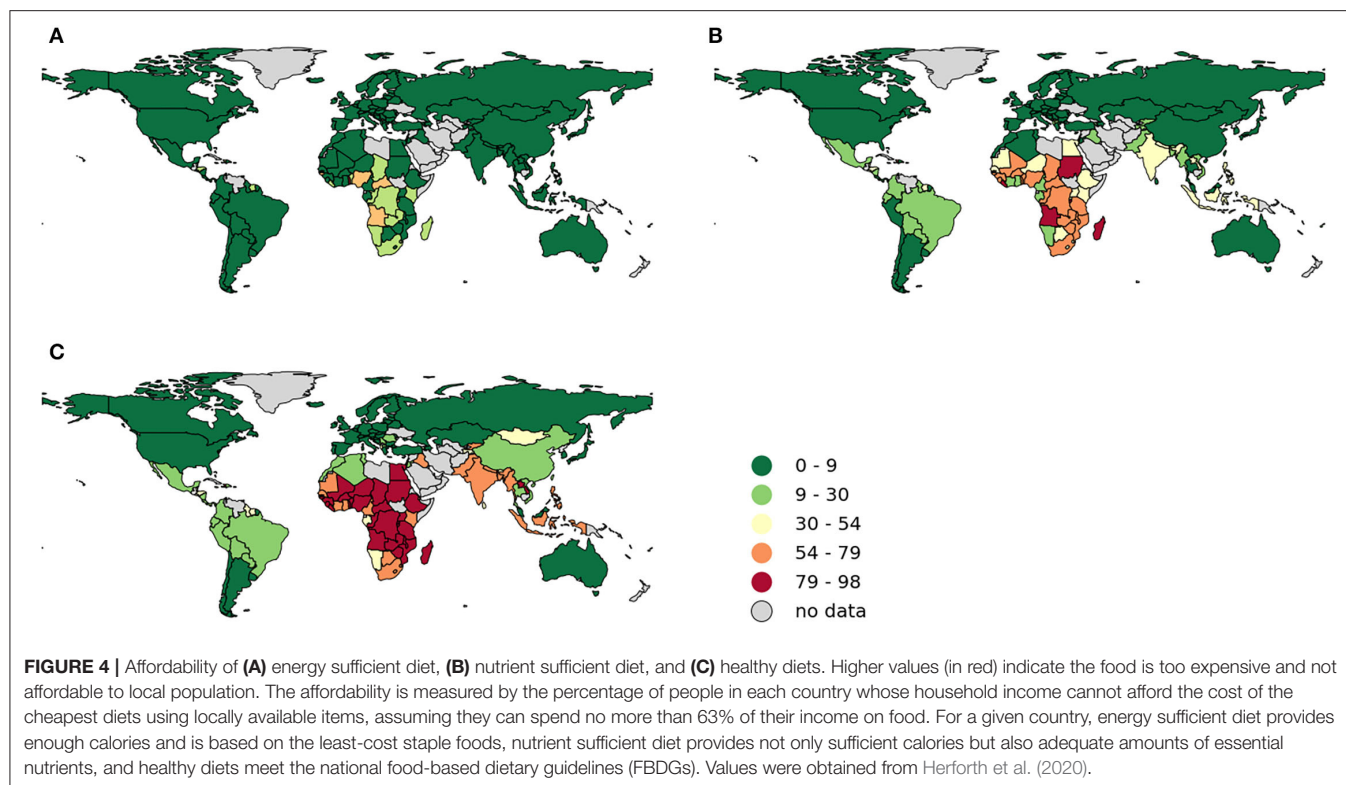 A
B
C
0 - 9
9 - 30
30 - 54
54 - 79
79 - 98
no data
FIGURE 4 | Affordability of (A) energy sufficient diet, (B) nutrient sufficient diet, and (C) healthy diets. Higher values (in red) indicate the food is too expensive and not
affordable to local population. The affordability is measured by the percentage of people in each country whose household income cannot afford the cost of the
cheapest diets using locally available items, assuming they can spend no more than 63% of their income on food. For a given country, energy sufficient diet provides
enough calories and is based on the least-cost staple foods, nutrient sufficient diet provides not only sufficient calories but also adequate amounts of essential
nutrients, and healthy diets meet the national food-based dietary guidelines (FBDGs). Values were obtained from Herforth et al. (2020).